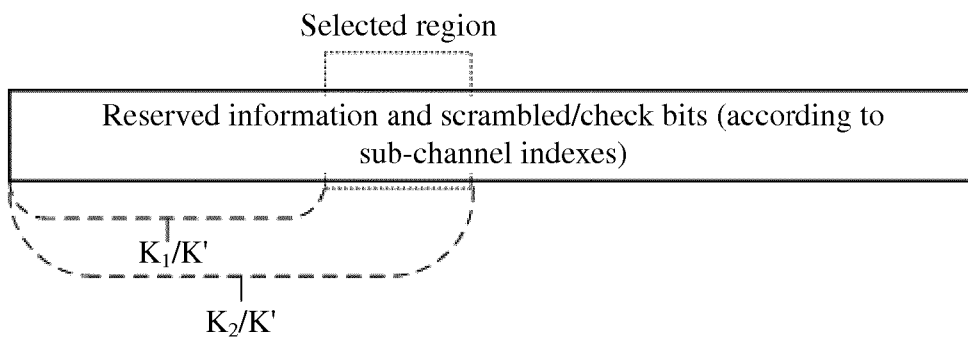 Selected region
Reserved information and scrambled/check bits (according to
sub-channel indexes)
K₁/K'
K₂/K'